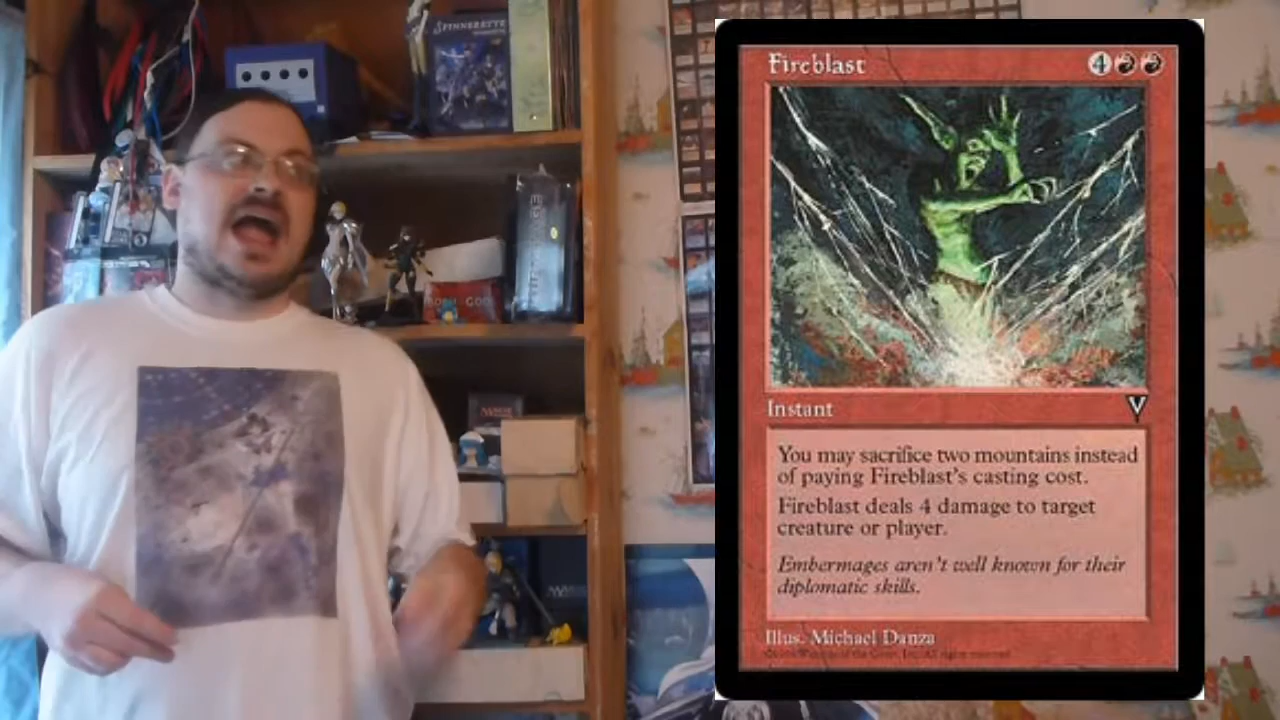 SPINNERETTE
Fireblast 4
Instant
V
You may sacrifice two mountains instead
of paying Fireblast's casting cost.
Fireblast deals 4 damage to target
creature or player.
Embermages aren't well known for their
diplomatic skills.
Illus. Michael Danza